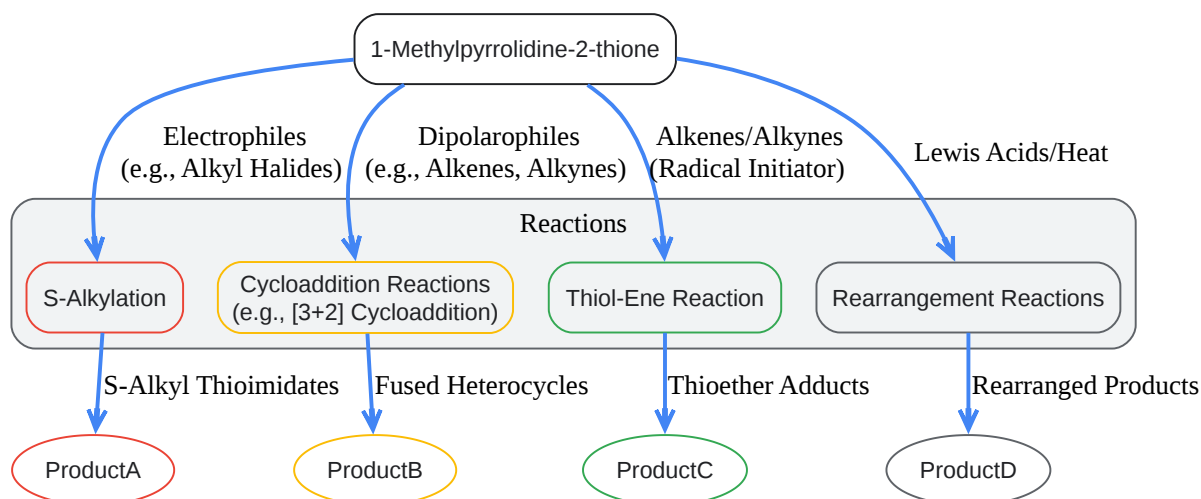 1-Methylpyrrolidine-2-thione
Electrophiles
(e.g., Alkyl Halides)
Dipolarophiles
(e.g., Alkenes, Alkynes)
Alkenes/Alkynes
(Radical Initiator)
Lewis Acids/Heat
Reactions
S-Alkylation
Cycloaddition Reactions
(e.g., [3+2] Cycloaddition)
Thiol-Ene Reaction
Rearrangement Reactions
S-Alkyl Thioimidates
Fused Heterocycles
Thioether Adducts
Rearranged Products
ProductA
ProductB
ProductC
ProductD